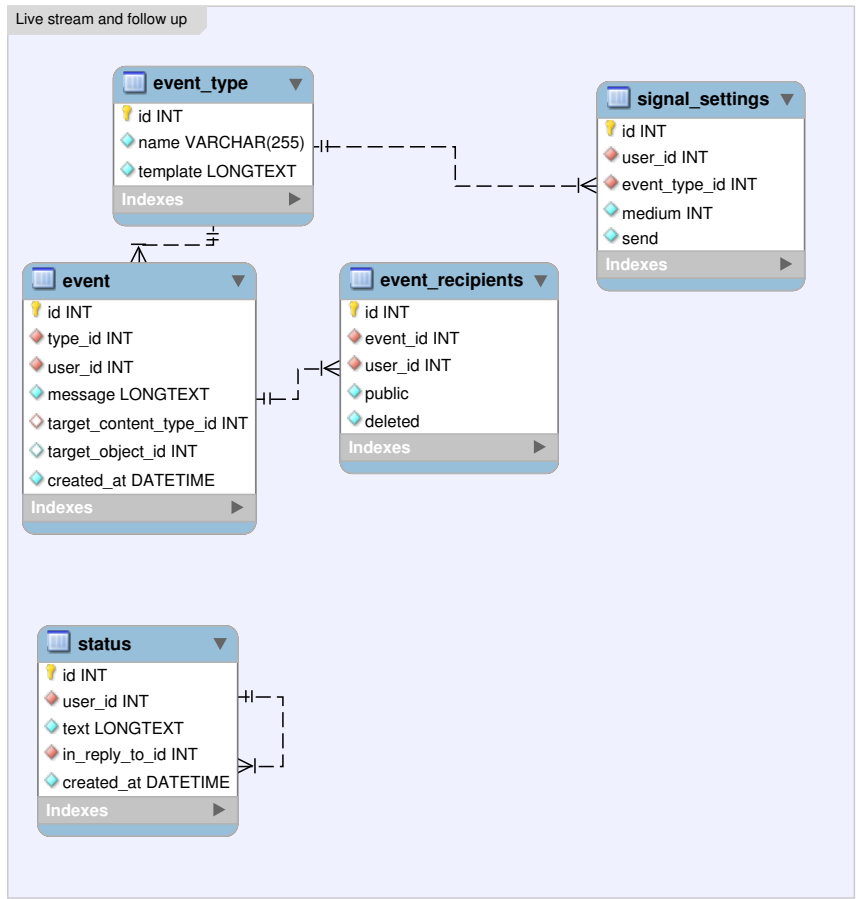 Live stream and follow up
event_type
id INT
name VARCHAR(255)
template LONGTEXT
Indexes
signal_settings
id INT
user_id INT
event_type_id INT
medium INT
send
Indexes
event
id INT
type_id INT
user_id INT
message LONGTEXT
target_content_type_id INT
target_object_id INT
created_at DATETIME
Indexes
event_recipients
id INT
event_id INT
user_id INT
public
deleted
Indexes
status
id INT
user_id INT
text LONGTEXT
in_reply_to_id INT
created_at DATETIME
Indexes